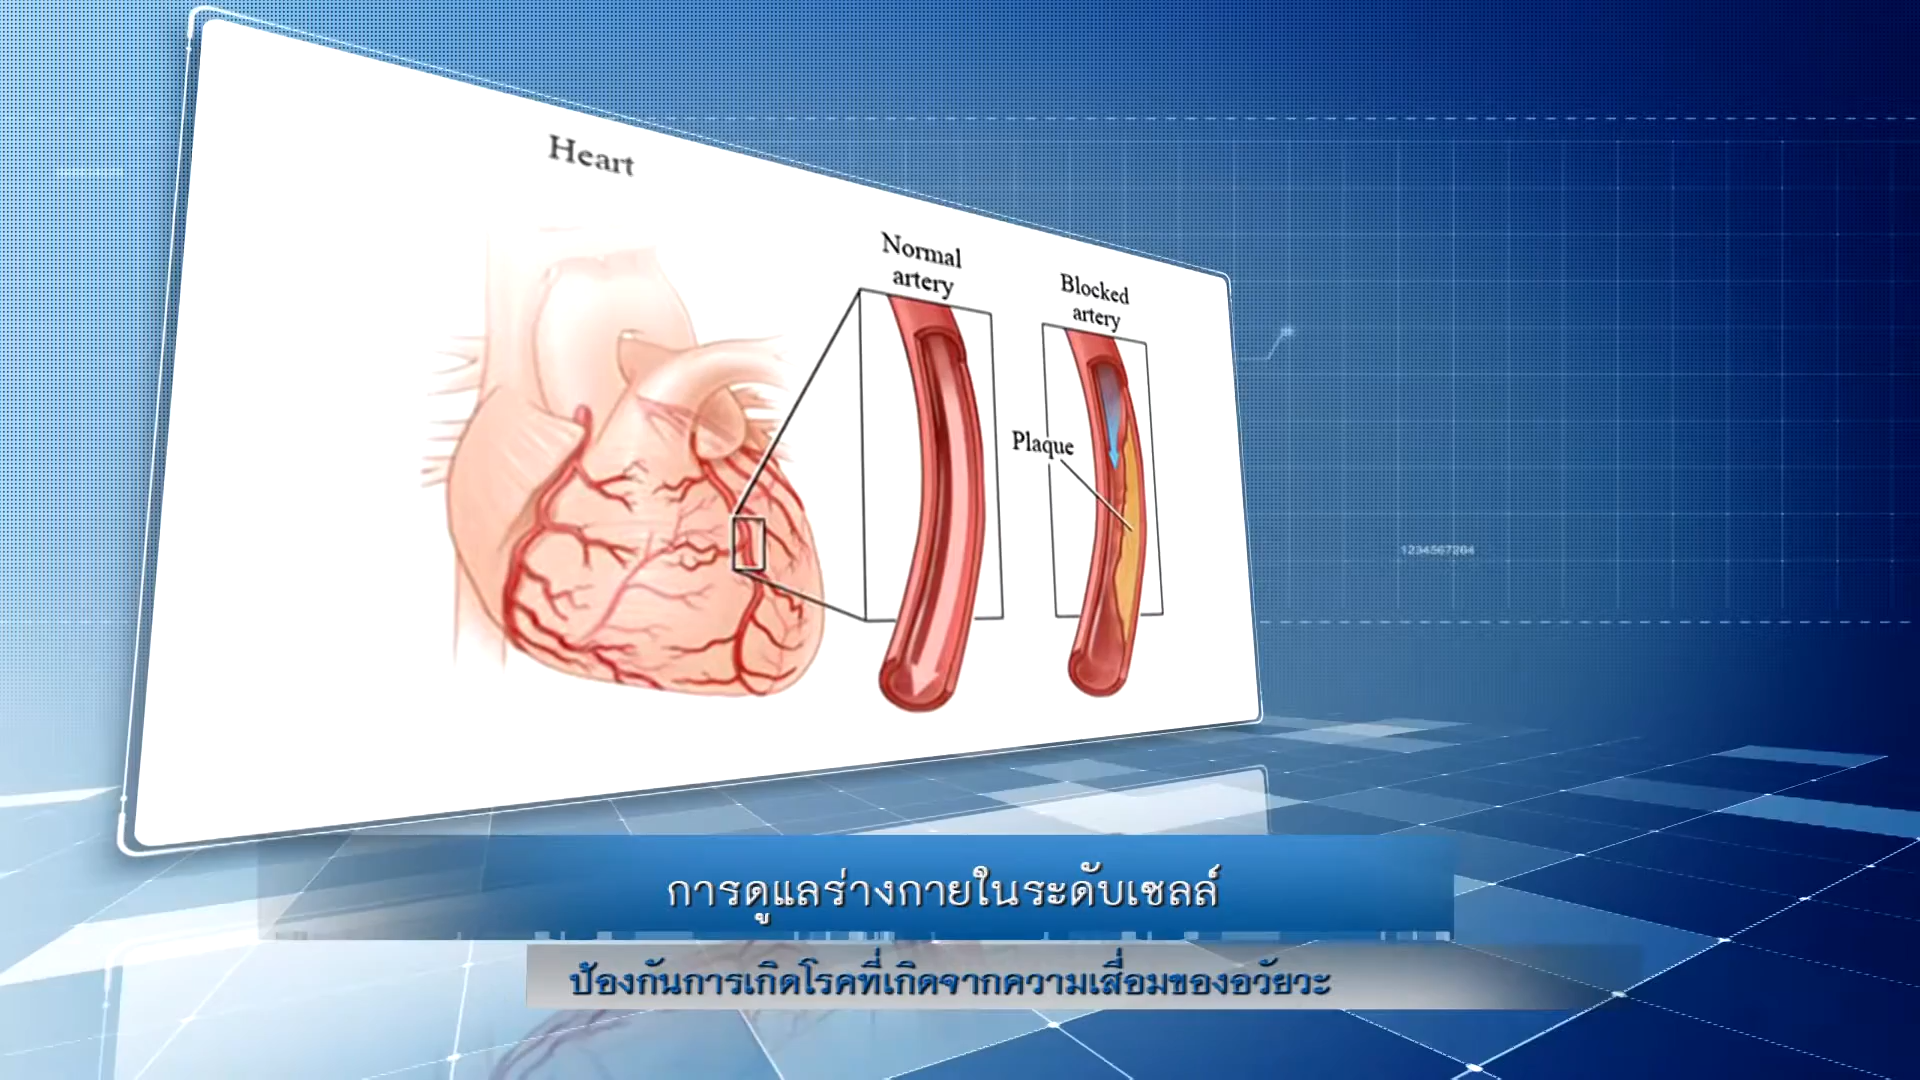 Heart
Normal
artery
Blocked
artery
Plaque
1234567264
การดูแลร่างกายในระดับเซลล์
ป้องกันการเกิดโรคที่เกิดจากความเสื่อมของอวัยวะ